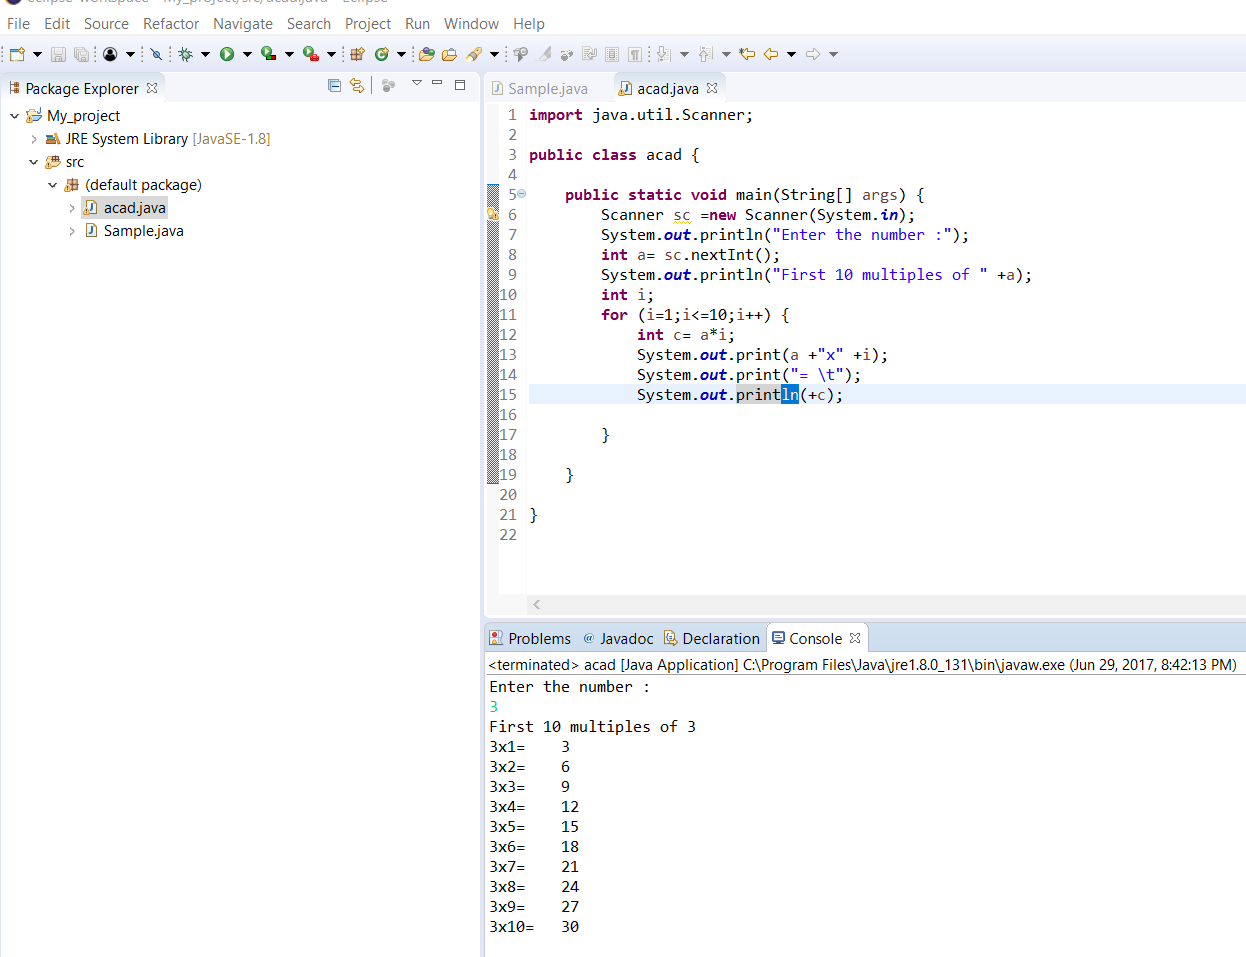 eclipse-workspace - My_project/src/acad.java - Eclipse
File Edit Source Refactor Navigate Search Project Run Window Help
Package Explorer
My_project
JRE System Library [JavaSE-1.8]
src
(default package)
acad.java
Sample.java
Sample.java acad.java
1 import java.util.Scanner;
2
3 public class acad {
4
5 public static void main(String[] args) {
6 Scanner sc =new Scanner(System.in);
7 System.out.println("Enter the number :");
8 int a= sc.nextInt();
9 System.out.println("First 10 multiples of " +a);
10 int i;
11 for (i=1;i<=10;i++) {
12 int c= a*i;
13 System.out.print(a +"x" +i);
14 System.out.print("= \t");
15 System.out.println(+c);
16
17 }
18
19 }
20
21 }
22
Problems @ Javadoc Declaration Console
<terminated> acad [Java Application] C:\Program Files\Java\jre1.8.0_131\bin\javaw.exe (Jun 29, 2017, 8:42:13 PM)
Enter the number :
3
First 10 multiples of 3
3x1= 3
3x2= 6
3x3= 9
3x4= 12
3x5= 15
3x6= 18
3x7= 21
3x8= 24
3x9= 27
3x10= 30